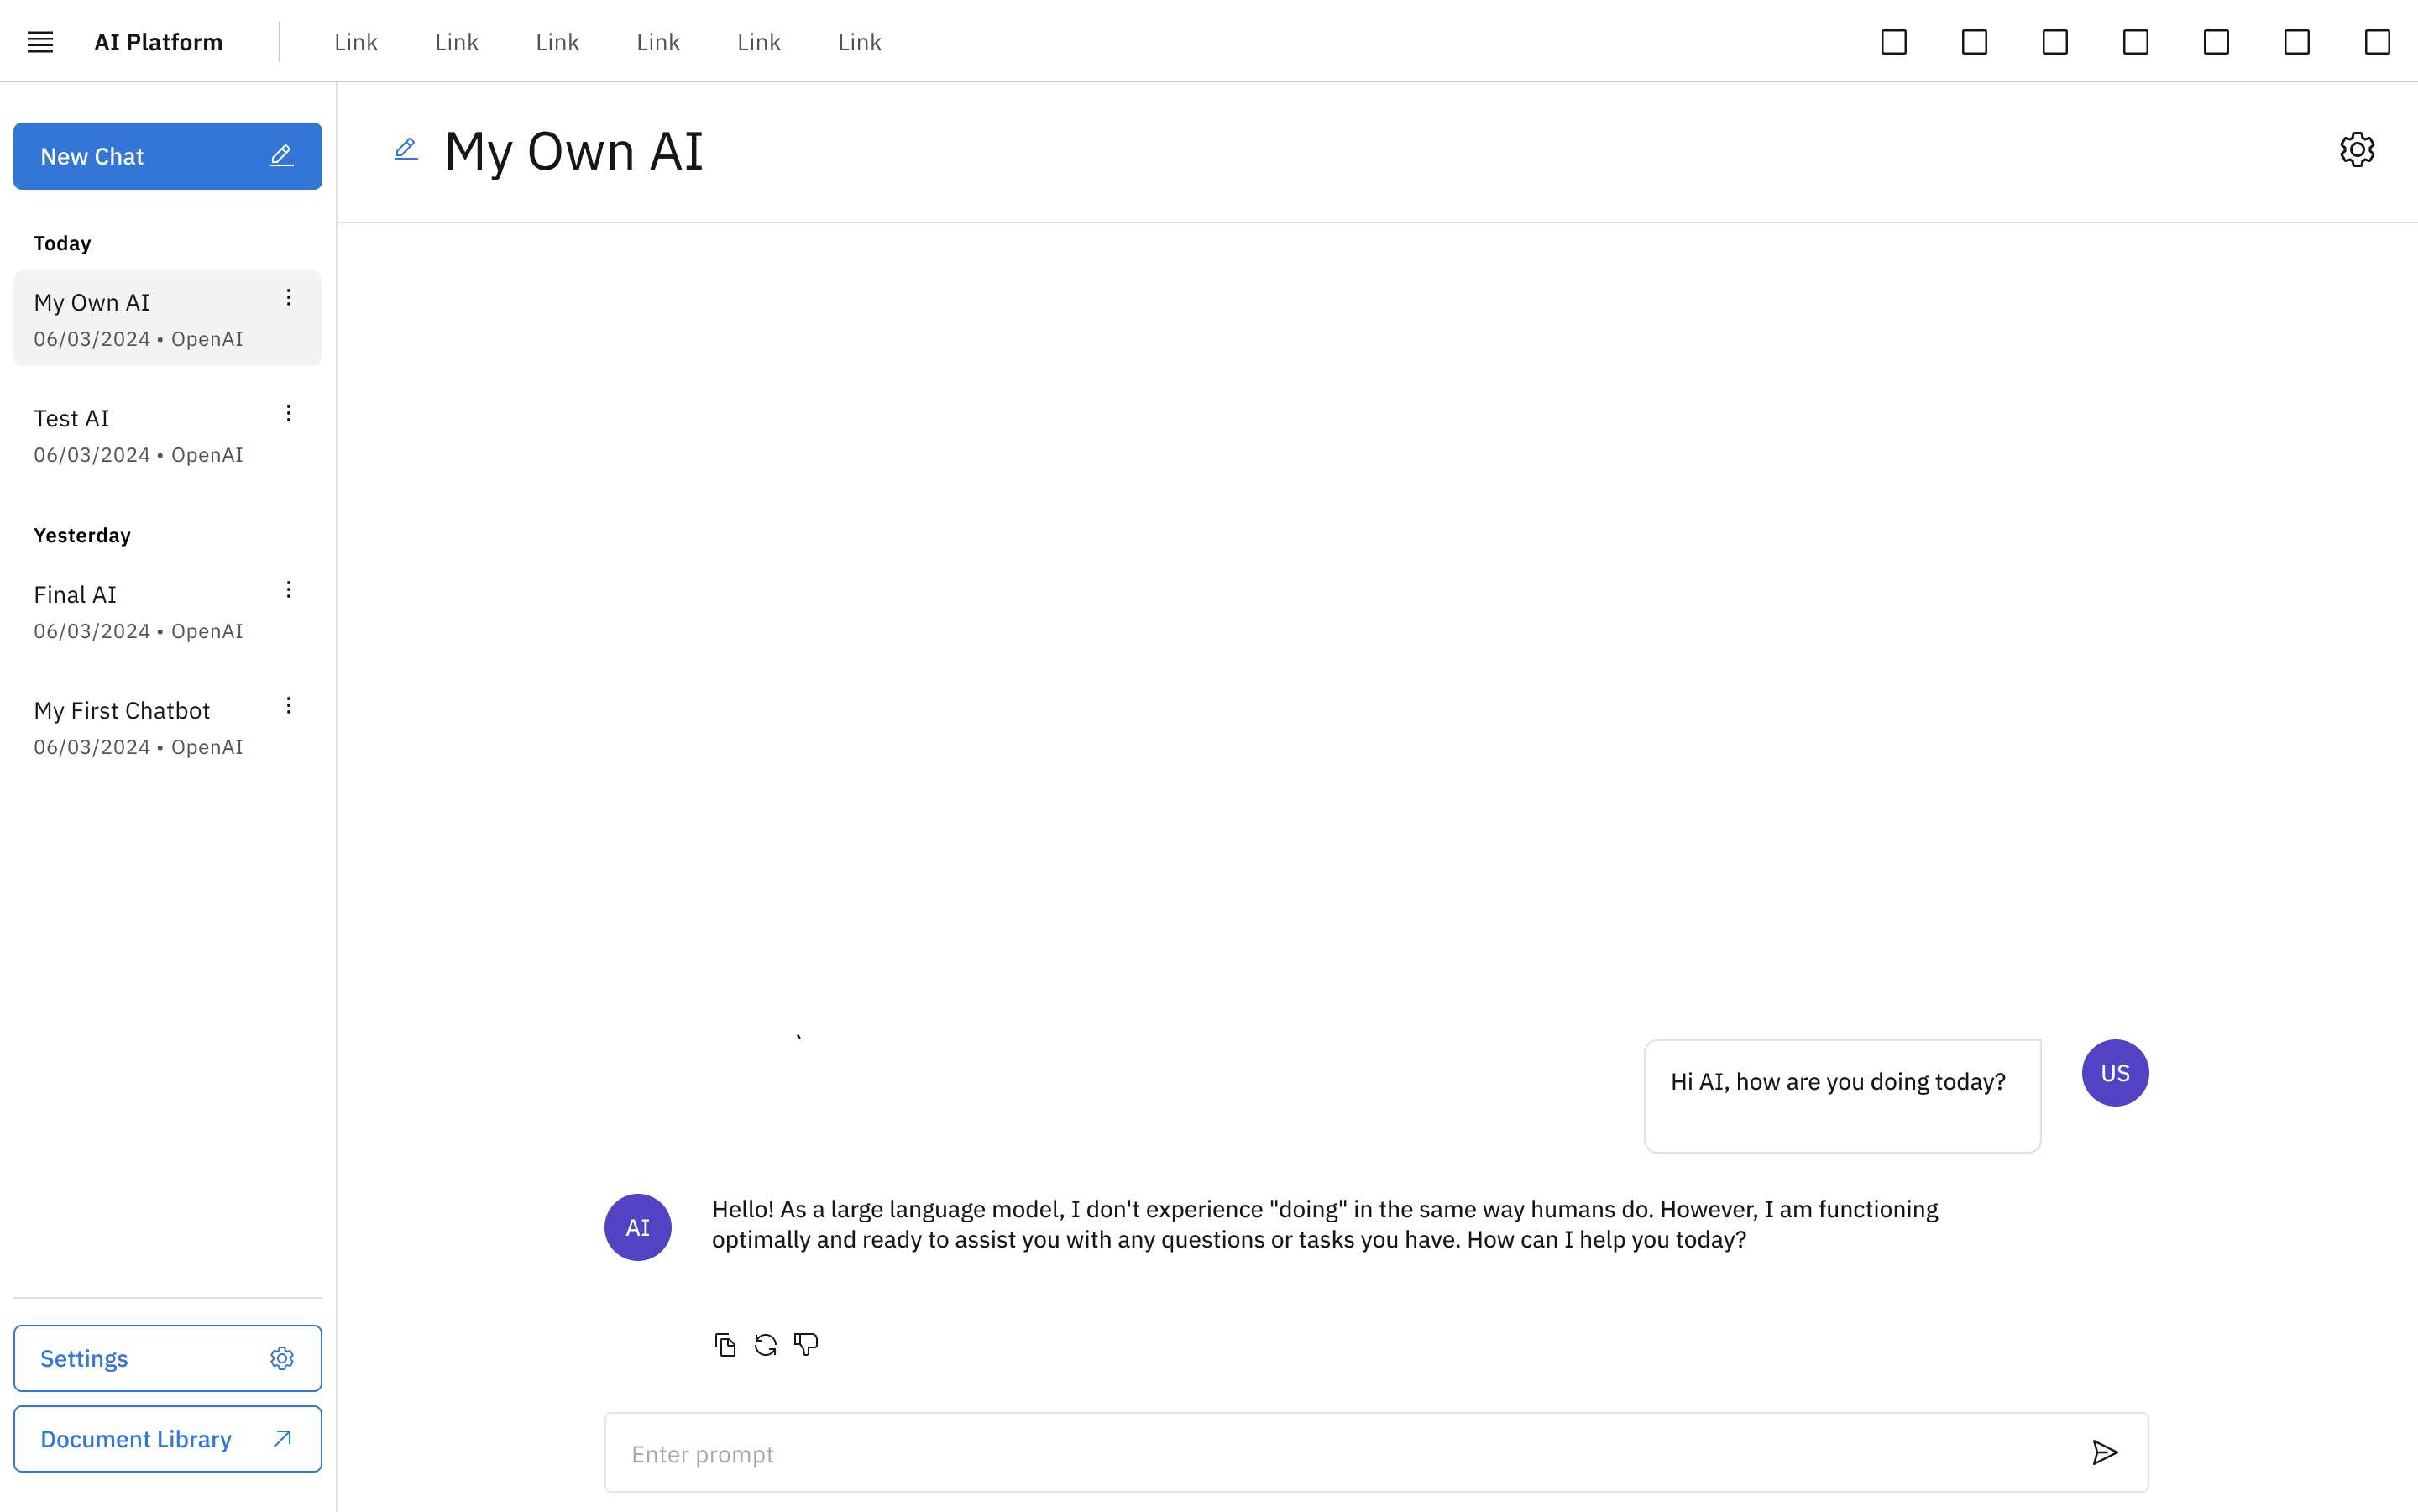 AI Platform
Link Link Link Link Link Link
New Chat
Today
My Own AI
06/03/2024 • OpenAI
Test AI
06/03/2024 • OpenAI
Yesterday
Final AI
06/03/2024 • OpenAI
My First Chatbot
06/03/2024 • OpenAI
Settings
Document Library
My Own AI
`
Hi AI, how are you doing today?
US
AI
Hello! As a large language model, I don't experience "doing" in the same way humans do. However, I am functioning
optimally and ready to assist you with any questions or tasks you have. How can I help you today?
Enter prompt